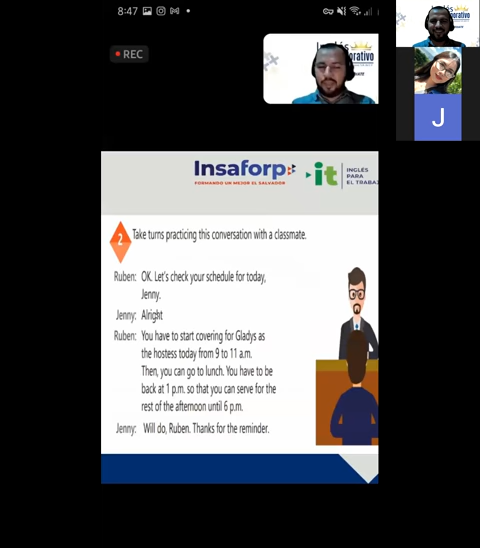 8:47
REC
Inglés
orativo
Insaforp
FORMANDO UN MEJOR EL SALVADOR
it
INGLÉS
PARA
EL TRABAJ
2
Take turns practicing this conversation with a classmate.
Ruben: OK. Let's check your schedule for today,
Jenny.
Jenny: Alright
Ruben: You have to start covering for Gladys as
the hostess today from 9 to 11 a.m.
Then, you can go to lunch. You have to be
back at 1 p.m. so that you can serve for the
rest of the afternoon until 6 p.m.
Jenny: Will do, Ruben. Thanks for the reminder.
J